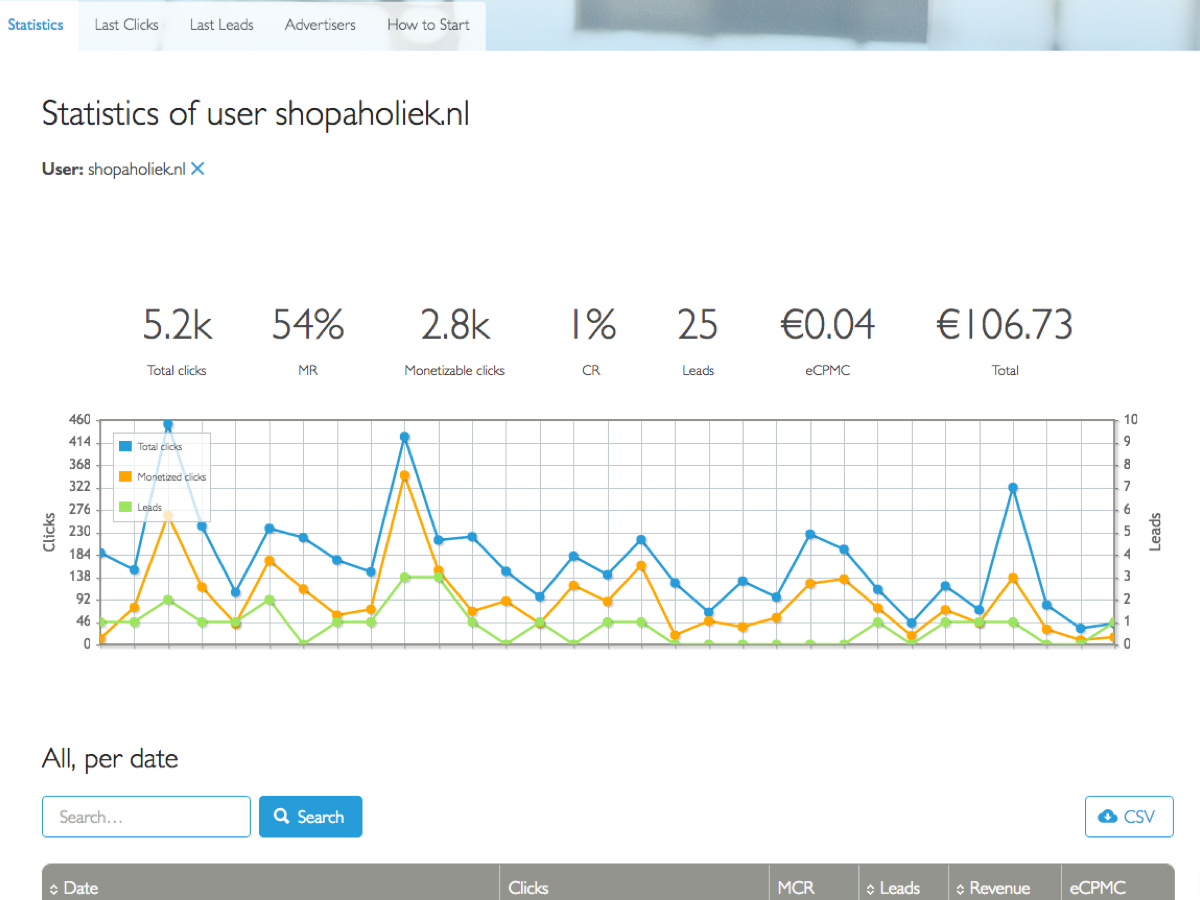 Statistics Last Clicks Last Leads Advertisers How to Start
Statistics of user shopaholiek.nl
User: shopaholiek.nl
5.2k 54% 2.8k 1% 25 €0.04 €106.73
Total clicks MR Monetizable clicks CR Leads eCPMC Total
460 10
414 9
368 8
322 7
276 6
230 5
184 4
138 3
92 2
46 1
0 0
Clicks
Leads
Total clicks
Monetized clicks
Leads
All, per date
Search... Search CSV
Date Clicks MCR Leads Revenue eCPMC